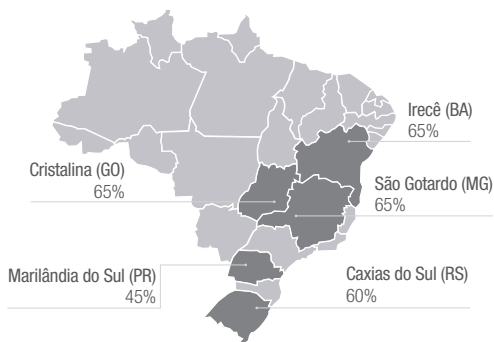 Irecê (BA)
65%
Cristalina (GO)
65%
São Gotardo (MG)
65%
Marilândia do Sul (PR)
45%
Caxias do Sul (RS)
60%